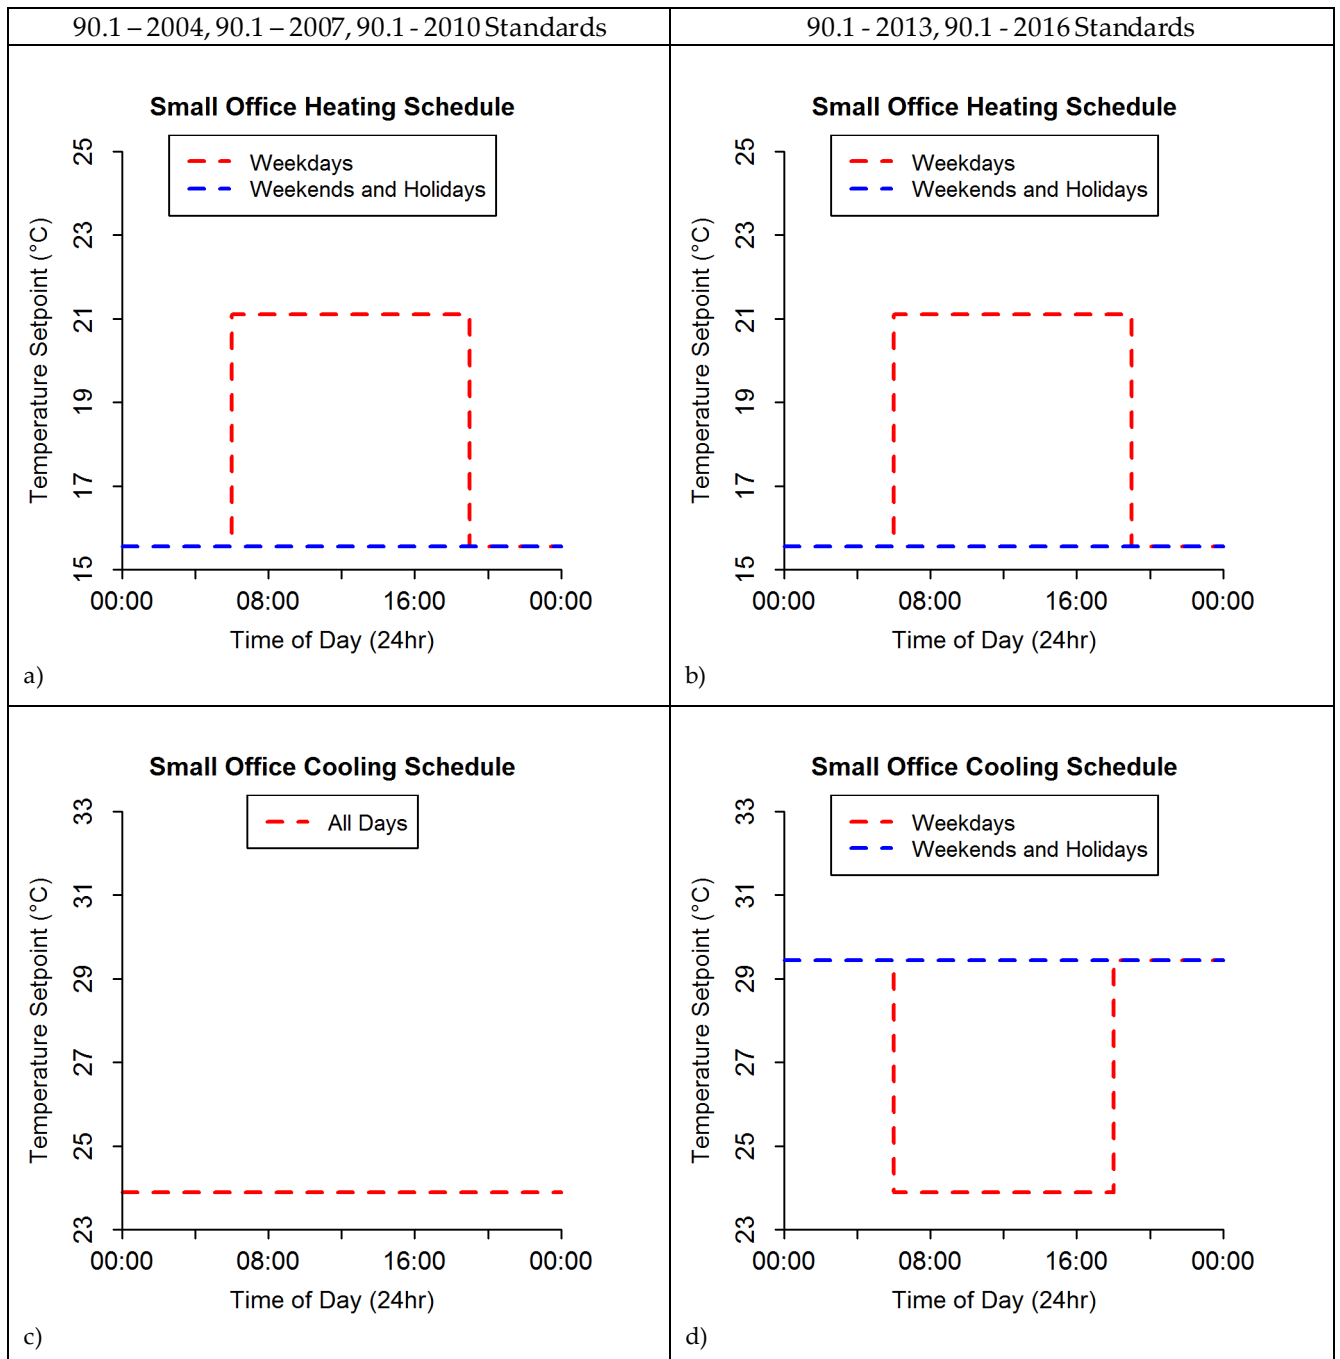 90.1 – 2004, 90.1 – 2007, 90.1 - 2010 Standards
90.1 - 2013, 90.1 - 2016 Standards
Small Office Heating Schedule
Weekdays
Weekends and Holidays
Temperature Setpoint (°C)
25
23
21
19
17
15
00:00 08:00 16:00 00:00
Time of Day (24hr)
a)
Small Office Heating Schedule
Weekdays
Weekends and Holidays
Temperature Setpoint (°C)
25
23
21
19
17
15
00:00 08:00 16:00 00:00
Time of Day (24hr)
b)
Small Office Cooling Schedule
All Days
Temperature Setpoint (°C)
33
31
29
27
25
23
00:00 08:00 16:00 00:00
Time of Day (24hr)
c)
Small Office Cooling Schedule
Weekdays
Weekends and Holidays
Temperature Setpoint (°C)
33
31
29
27
25
23
00:00 08:00 16:00 00:00
Time of Day (24hr)
d)